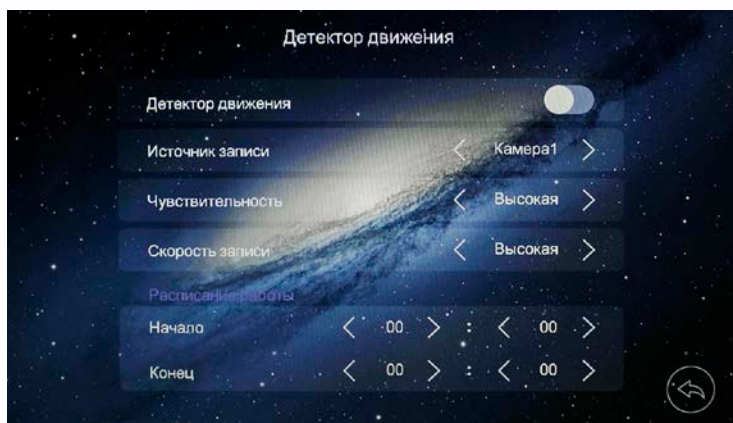 Детектор движения
Детектор движения
Источник записи < Камера1 >
Чувствительность < Высокая >
Скорость записи < Высокая >
Расписание работы
Начало < 00 > : < 00 >
Конец < 00 > : < 00 >